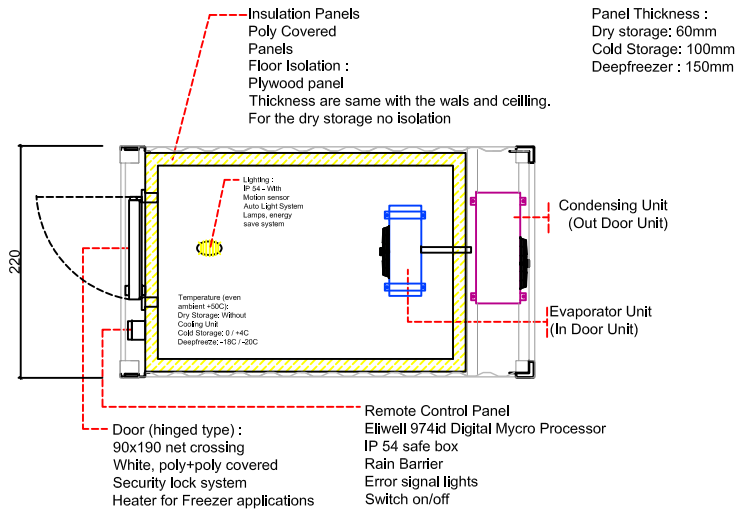 Insulation Panels
Poly Covered
Panels
Floor Isolation :
Plywood panel
Thickness are same with the wals and ceilling.
For the dry storage no isolation
Panel Thickness :
Dry storage: 60mm
Cold Storage: 100mm
Deepfreezer : 150mm
Lighting :
IP 54 - With
Motion sensor
Auto Light System
Lamps, energy
save system
Condensing Unit
(Out Door Unit)
220
Temperature (even
ambient +50C):
Dry Storage: Without
Cooling Unit
Cold Storage: 0 / +4C
Deepfreeze: -18C / -20C
Evaporator Unit
(In Door Unit)
Door (hinged type) :
90x190 net crossing
White, poly+poly covered
Security lock system
Heater for Freezer applications
Remote Control Panel
Eliwell 974id Digital Mycro Processor
IP 54 safe box
Rain Barrier
Error signal lights
Switch on/off